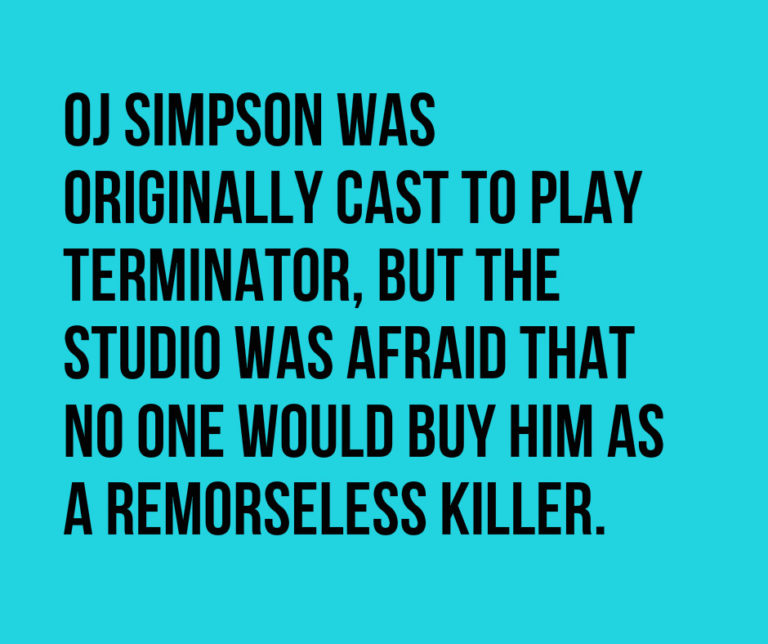 OJ SIMPSON WAS
ORIGINALLY CAST TO PLAY
TERMINATOR, BUT THE
STUDIO WAS AFRAID THAT
NO ONE WOULD BUY HIM AS
A REMORSELESS KILLER.